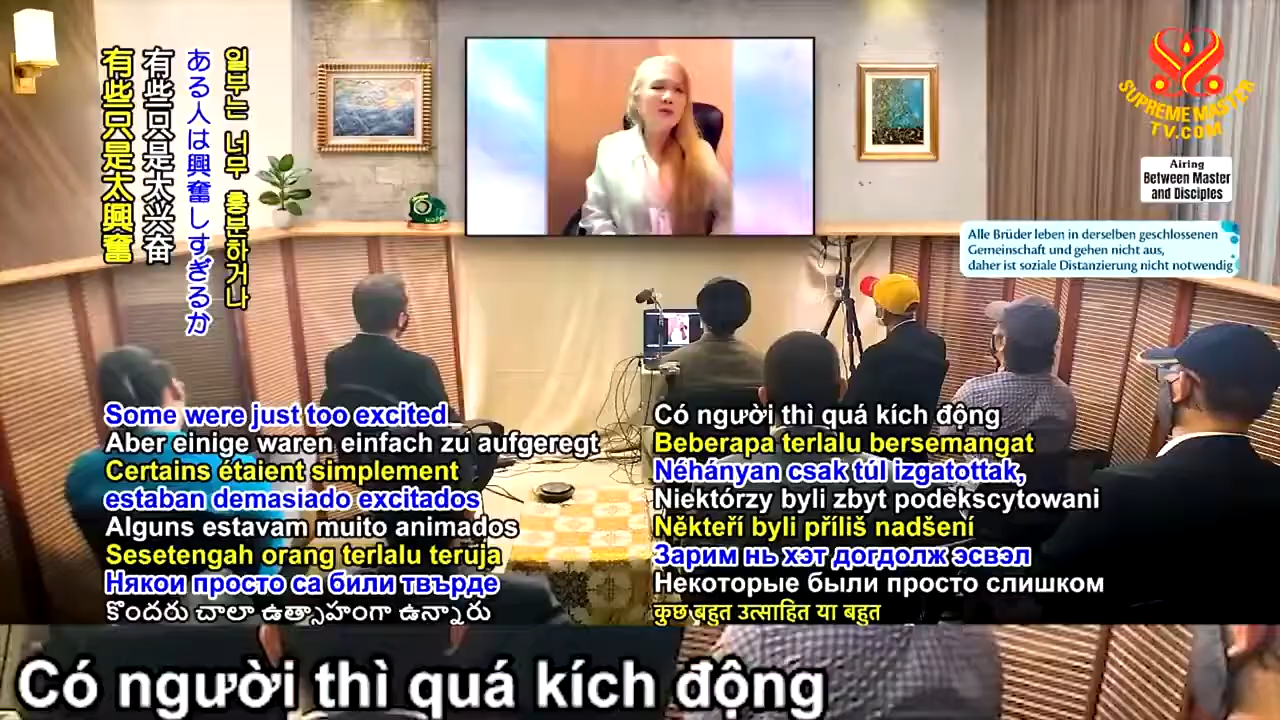 有些只是太興奮
有些只是太兴奋
ある人は興奮しすぎるか
일부는 너무 흥분하거나
SUPREME MASTER
TV.COM
Airing
Between Master
and Disciples
Alle Brüder leben in derselben geschlossenen
Gemeinschaft und gehen nicht aus,
daher ist soziale Distanzierung nicht notwendig
Some were just too excited
Aber einige waren einfach zu aufgeregt
Certains étaient simplement
estaban demasiado excitados
Alguns estavam muito animados
Sesetengah orang terlalu teruja
Някои просто са били твърде
కొందరు చాలా ఉత్సాహంగా ఉన్నారు
Có người thì quá kích động
Beberapa terlalu bersemangat
Néhányan csak túl izgatottak,
Niektórzy byli zbyt podekscytowani
Někteří byli příliš nadšení
Зарим нь хэт догдолж эсвэл
Некоторые были просто слишком
कुछ बहुत उत्साहित या बहुत
Có người thì quá kích động